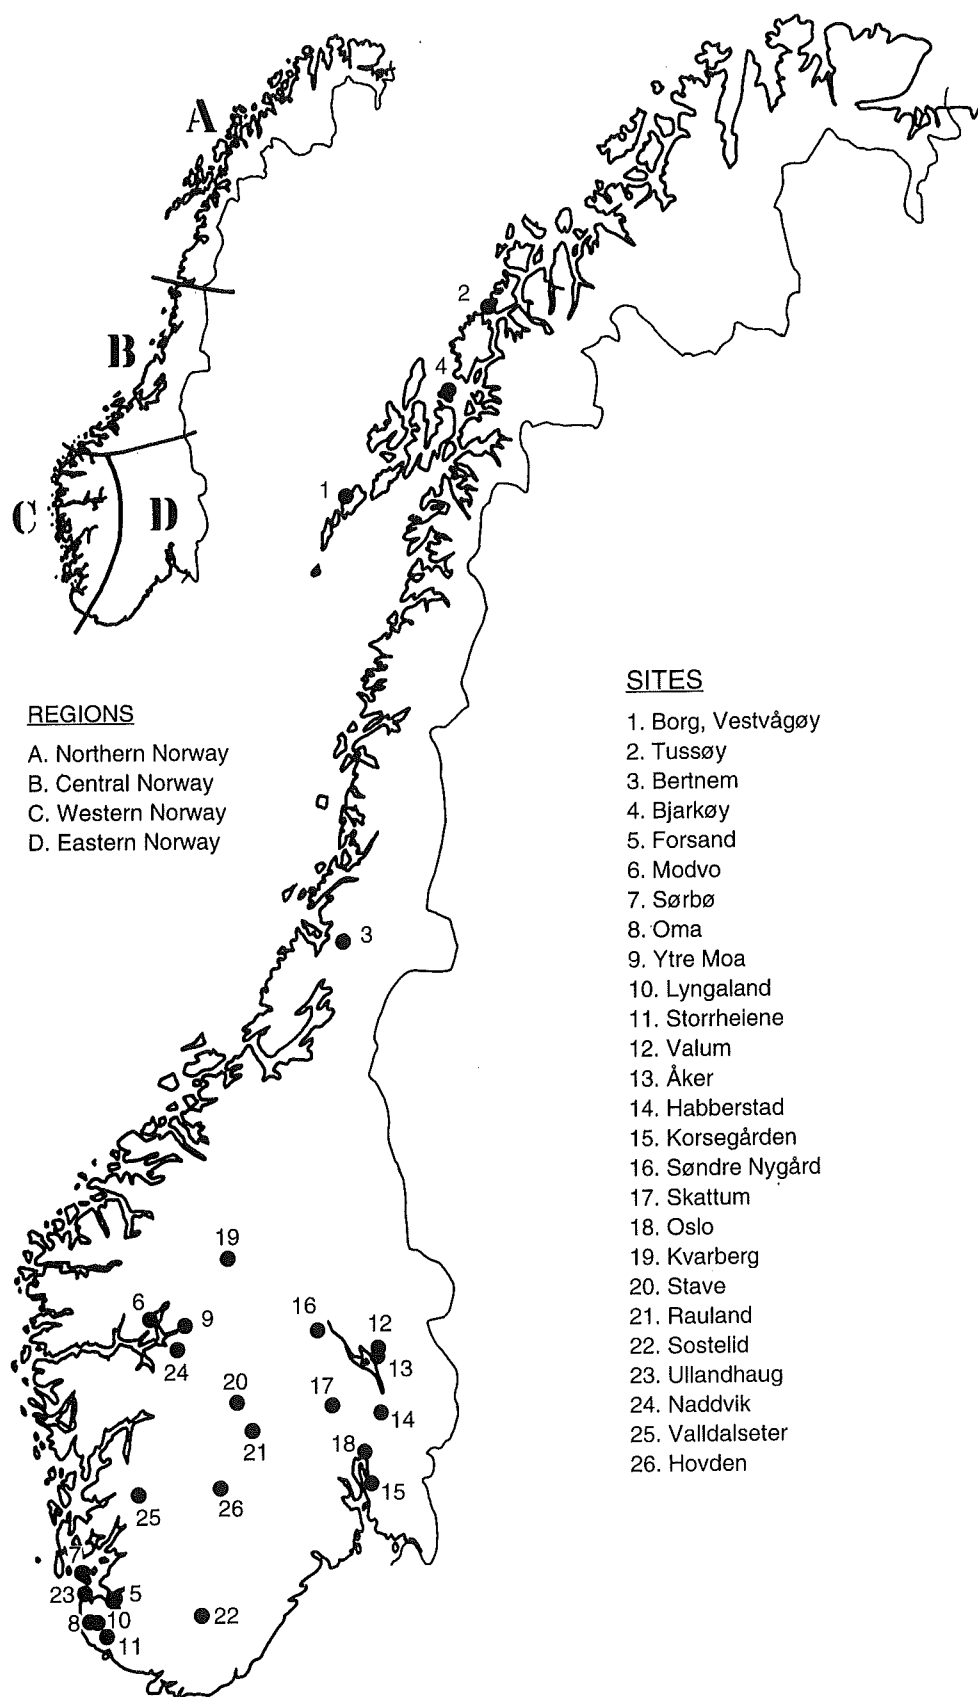 A
B
C
D
REGIONS
A. Northern Norway
B. Central Norway
C. Western Norway
D. Eastern Norway
2
4
1
3
19
6
9
24
16
12
13
20
17
14
21
18
15
25
26
7
23
5
8
10
11
22
SITES
1. Borg, Vestvågøy
2. Tussøy
3. Bertnem
4. Bjarkøy
5. Forsand
6. Modvo
7. Sørbø
8. Oma
9. Ytre Moa
10. Lyngaland
11. Storrheiene
12. Valum
13. Åker
14. Habberstad
15. Korsegården
16. Søndre Nygård
17. Skattum
18. Oslo
19. Kvarberg
20. Stave
21. Rauland
22. Sostelid
23. Ullandhaug
24. Naddvik
25. Valldalseter
26. Hovden